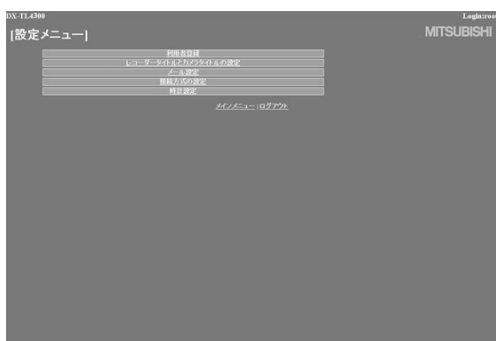 DX-TL4300
Login:root
[設定メニュー]
MITSUBISHI
利用者登録
レコーダータイトルとカメラタイトルの設定
メール設定
接続方式の設定
時計設定
メインメニュー | ログアウト